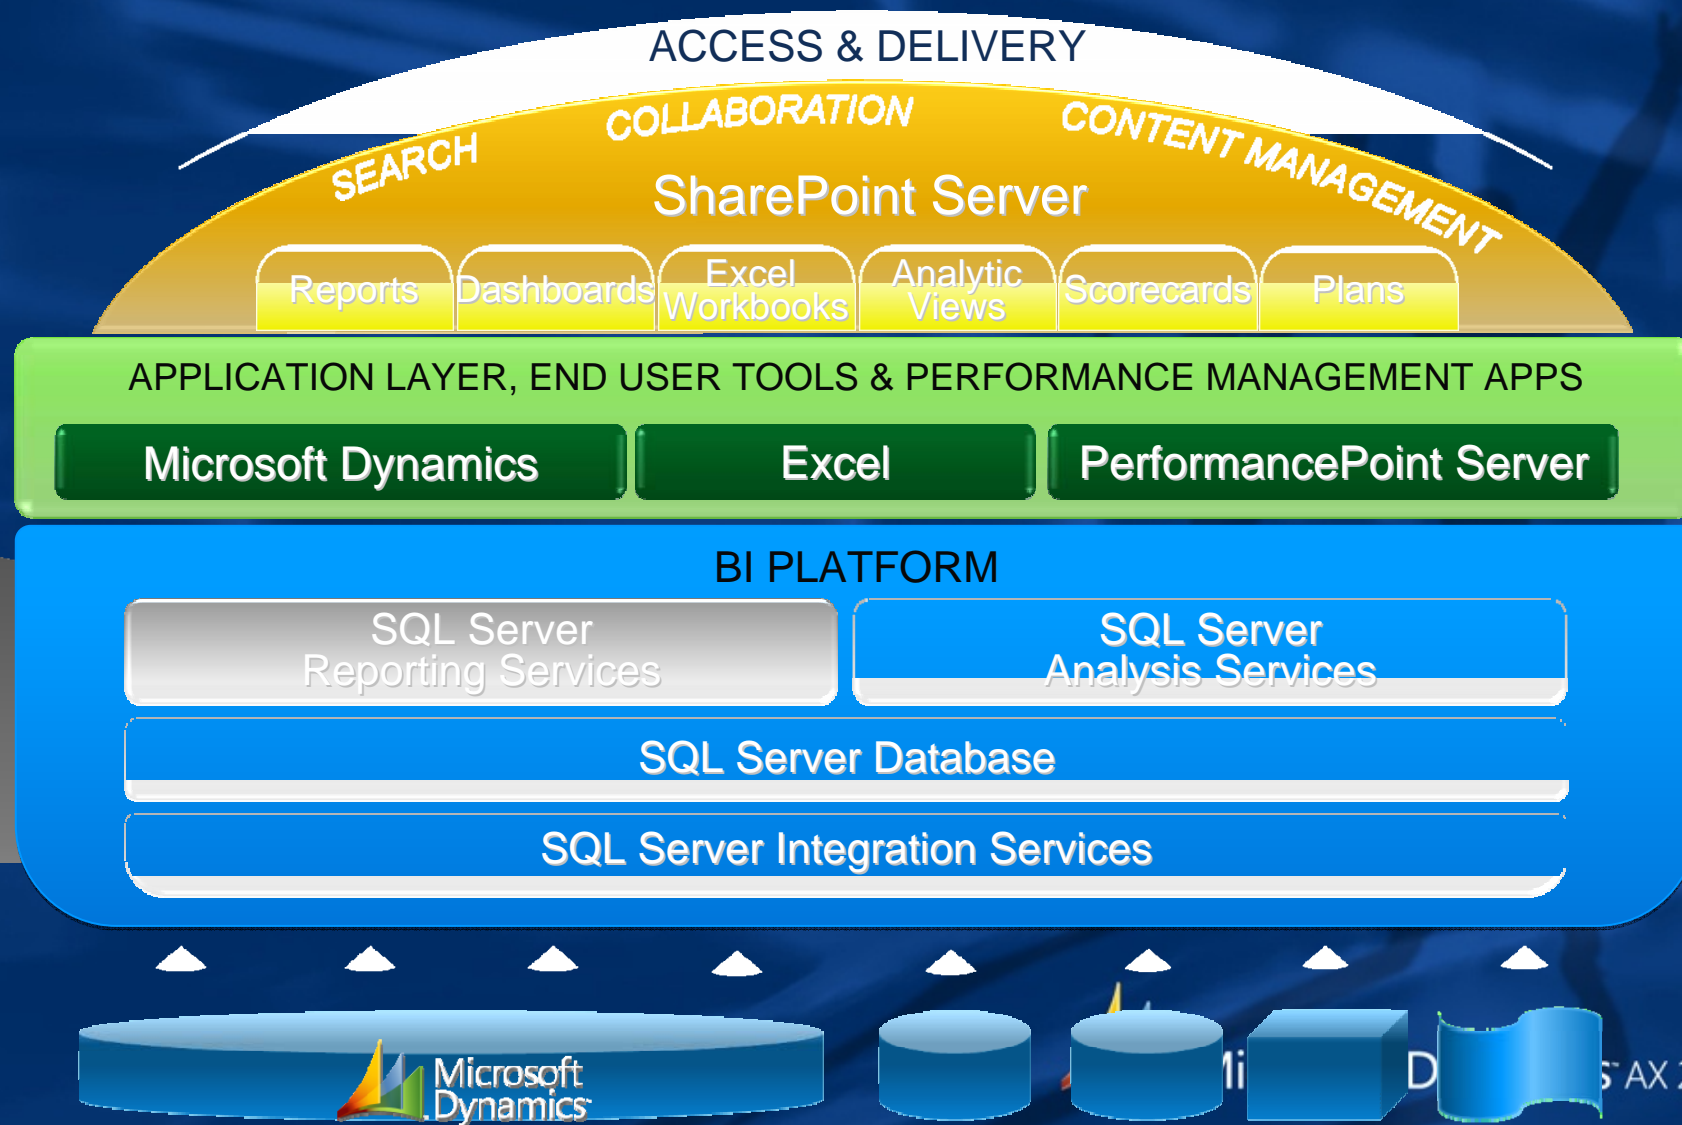 ACCESS & DELIVERY
SEARCH
COLLABORATION
CONTENT MANAGEMENT
SharePoint Server
Reports
Dashboards
Excel
Workbooks
Analytic
Views
Scorecards
Plans
APPLICATION LAYER, END USER TOOLS & PERFORMANCE MANAGEMENT APPS
Microsoft Dynamics
Excel
PerformancePoint Server
BI PLATFORM
SQL Server
Reporting Services
SQL Server
Analysis Services
SQL Server Database
SQL Server Integration Services
Microsoft
Dynamics
AX